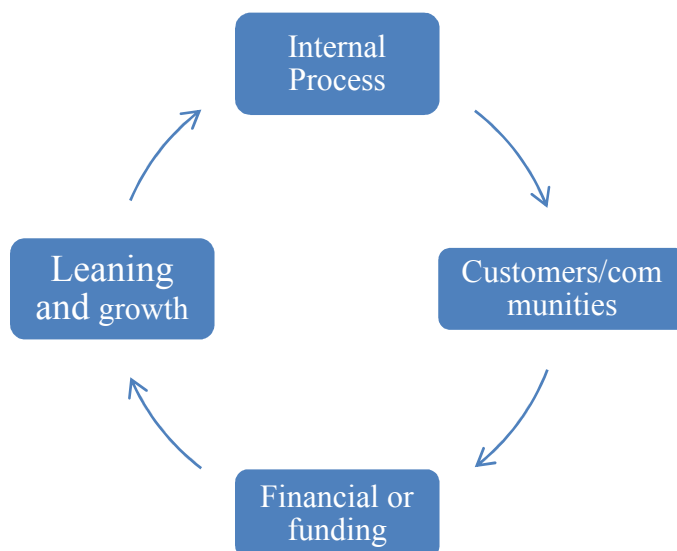 Internal
Process
Customers/com
munities
Financial or
funding
Leaning
and growth